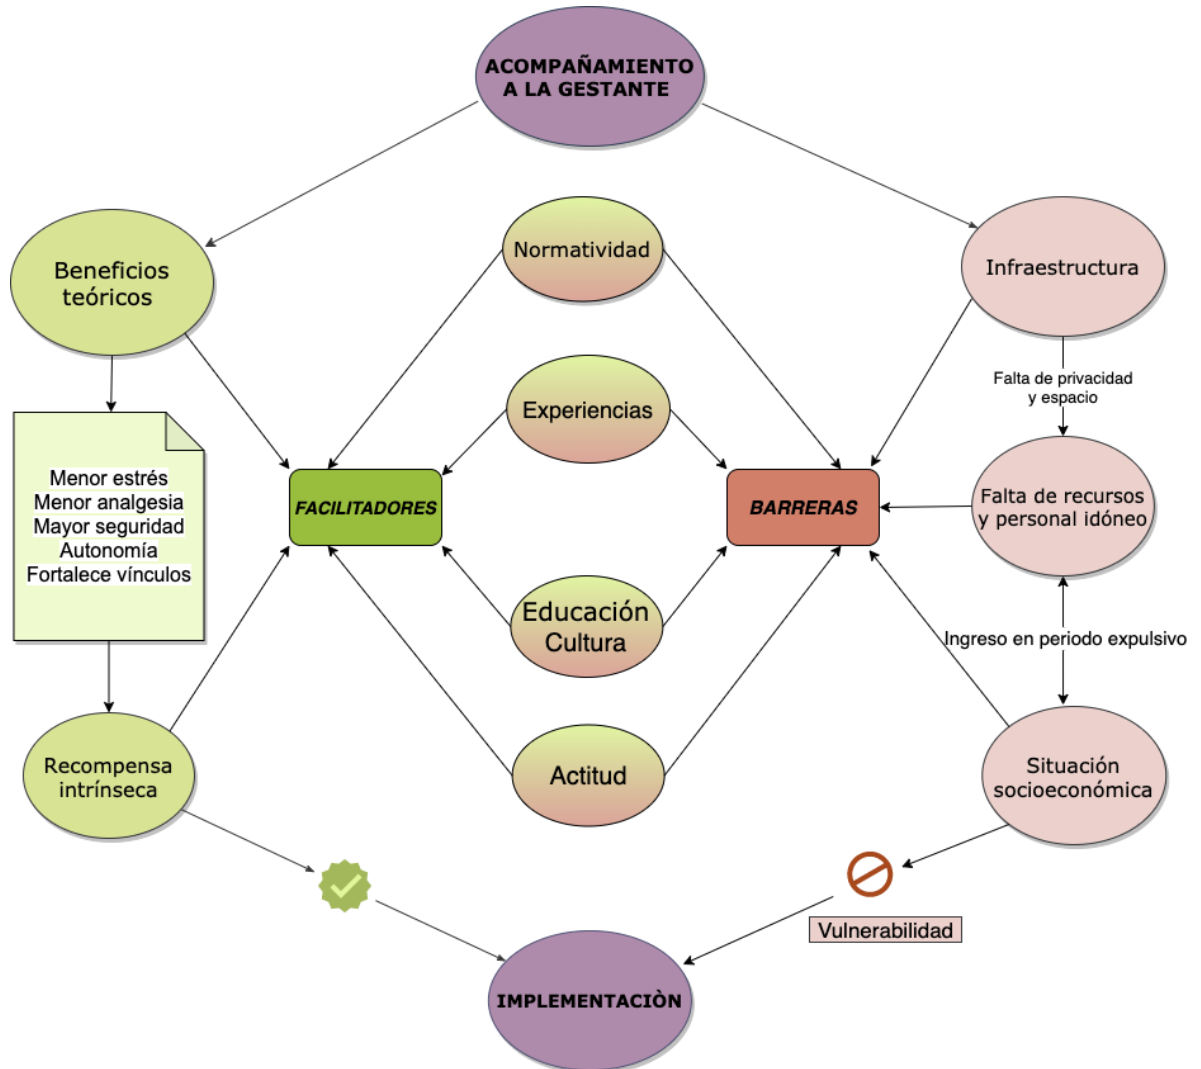 ACOMPAÑAMIENTO
A LA GESTANTE
Normatividad
Beneficios
teóricos
Infraestructura
Falta de privacidad
y espacio
Experiencias
Menor estrés
Menor analgesia
Mayor seguridad
Autonomía
Fortalece vínculos
FACILITADORES
BARRERAS
Falta de recursos
y personal idóneo
Educación
Cultura
Ingreso en periodo expulsivo
Recompensa
intrínseca
Actitud
Situación
socioeconómica
Vulnerabilidad
IMPLEMENTACIÒN